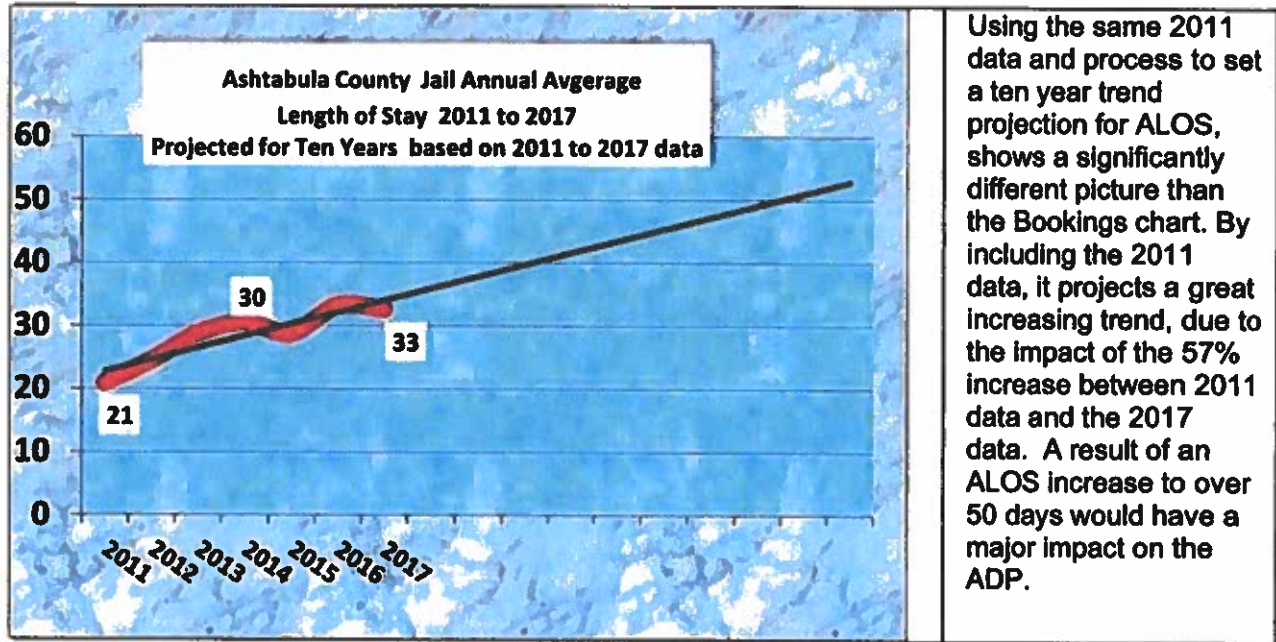 Ashtabula County Jail Annual Avgerage
Length of Stay 2011 to 2017
Projected for Ten Years based on 2011 to 2017 data
60
50
40
30
20
10
0
30
33
21
2011
2012
2013
2014
2015
2016
2017
Using the same 2011
data and process to set
a ten year trend
projection for ALOS,
shows a significantly
different picture than
the Bookings chart. By
including the 2011
data, it projects a great
increasing trend, due to
the impact of the 57%
increase between 2011
data and the 2017
data. A result of an
ALOS increase to over
50 days would have a
major impact on the
ADP.